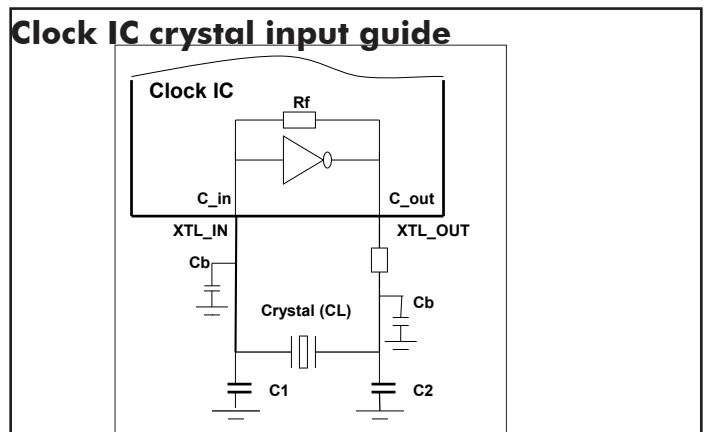 Clock IC crystal input guide
Clock IC
Rf
C_in
C_out
XTL_IN
XTL_OUT
Cb
Crystal (CL)
Cb
C1
C2